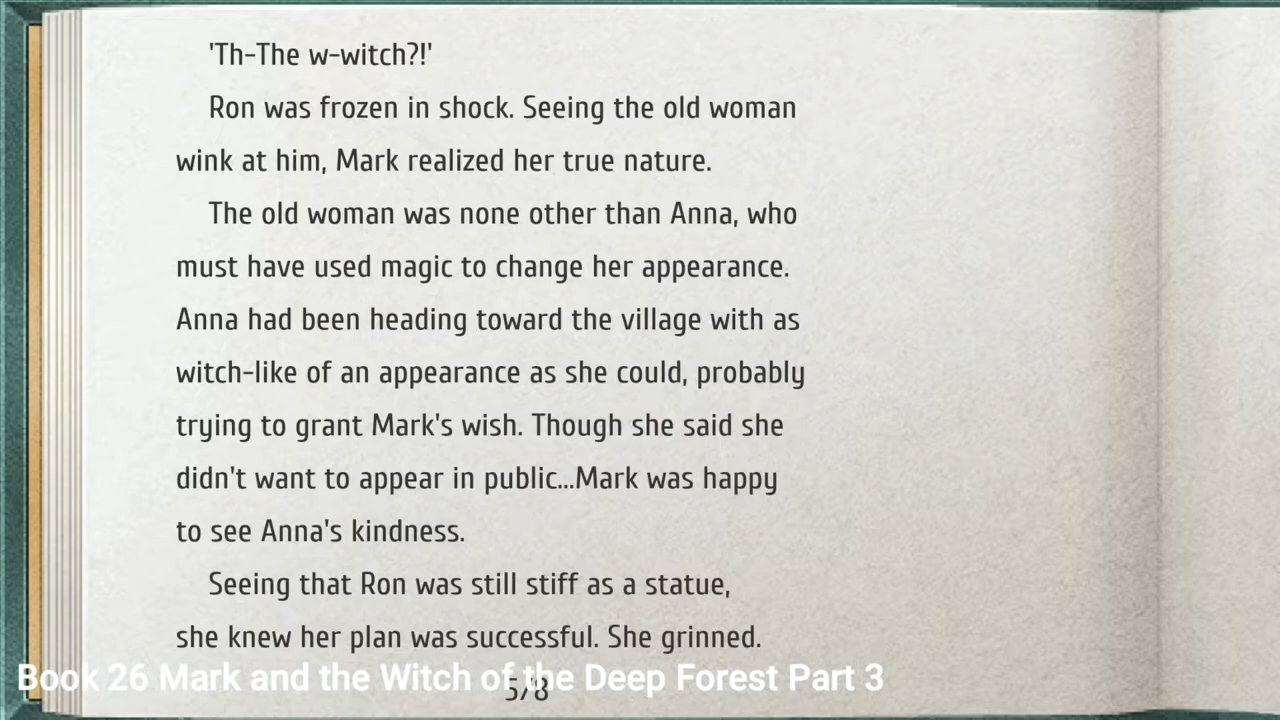 'Th-The w-witch?!'
Ron was frozen in shock. Seeing the old woman
wink at him, Mark realized her true nature.
The old woman was none other than Anna, who
must have used magic to change her appearance.
Anna had been heading toward the village with as
witch-like of an appearance as she could, probably
trying to grant Mark's wish. Though she said she
didn't want to appear in public...Mark was happy
to see Anna's kindness.
Seeing that Ron was still stiff as a statue,
she knew her plan was successful. She grinned.
Book 26 Mark and the Witch of the Deep Forest Part 3
5/8